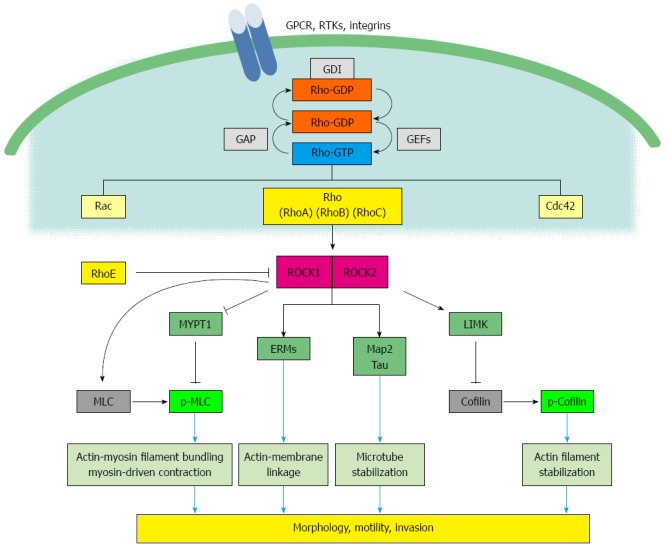 GPCR, RTKs, integrins
GDI
Rho-GDP
Rho-GDP
GAP
GEFs
Rho-GTP
Rac
Rho
(RhoA) (RhoB) (RhoC)
Cdc42
RhoE
ROCK1
ROCK2
MYPT1
ERMs
Map2
Tau
LIMK
MLC
p-MLC
Cofilin
p-Cofilin
Actin-myosin filament bundling
myosin-driven contraction
Actin-membrane
linkage
Microtube
stabilization
Actin filament
stabilization
Morphology, motility, invasion